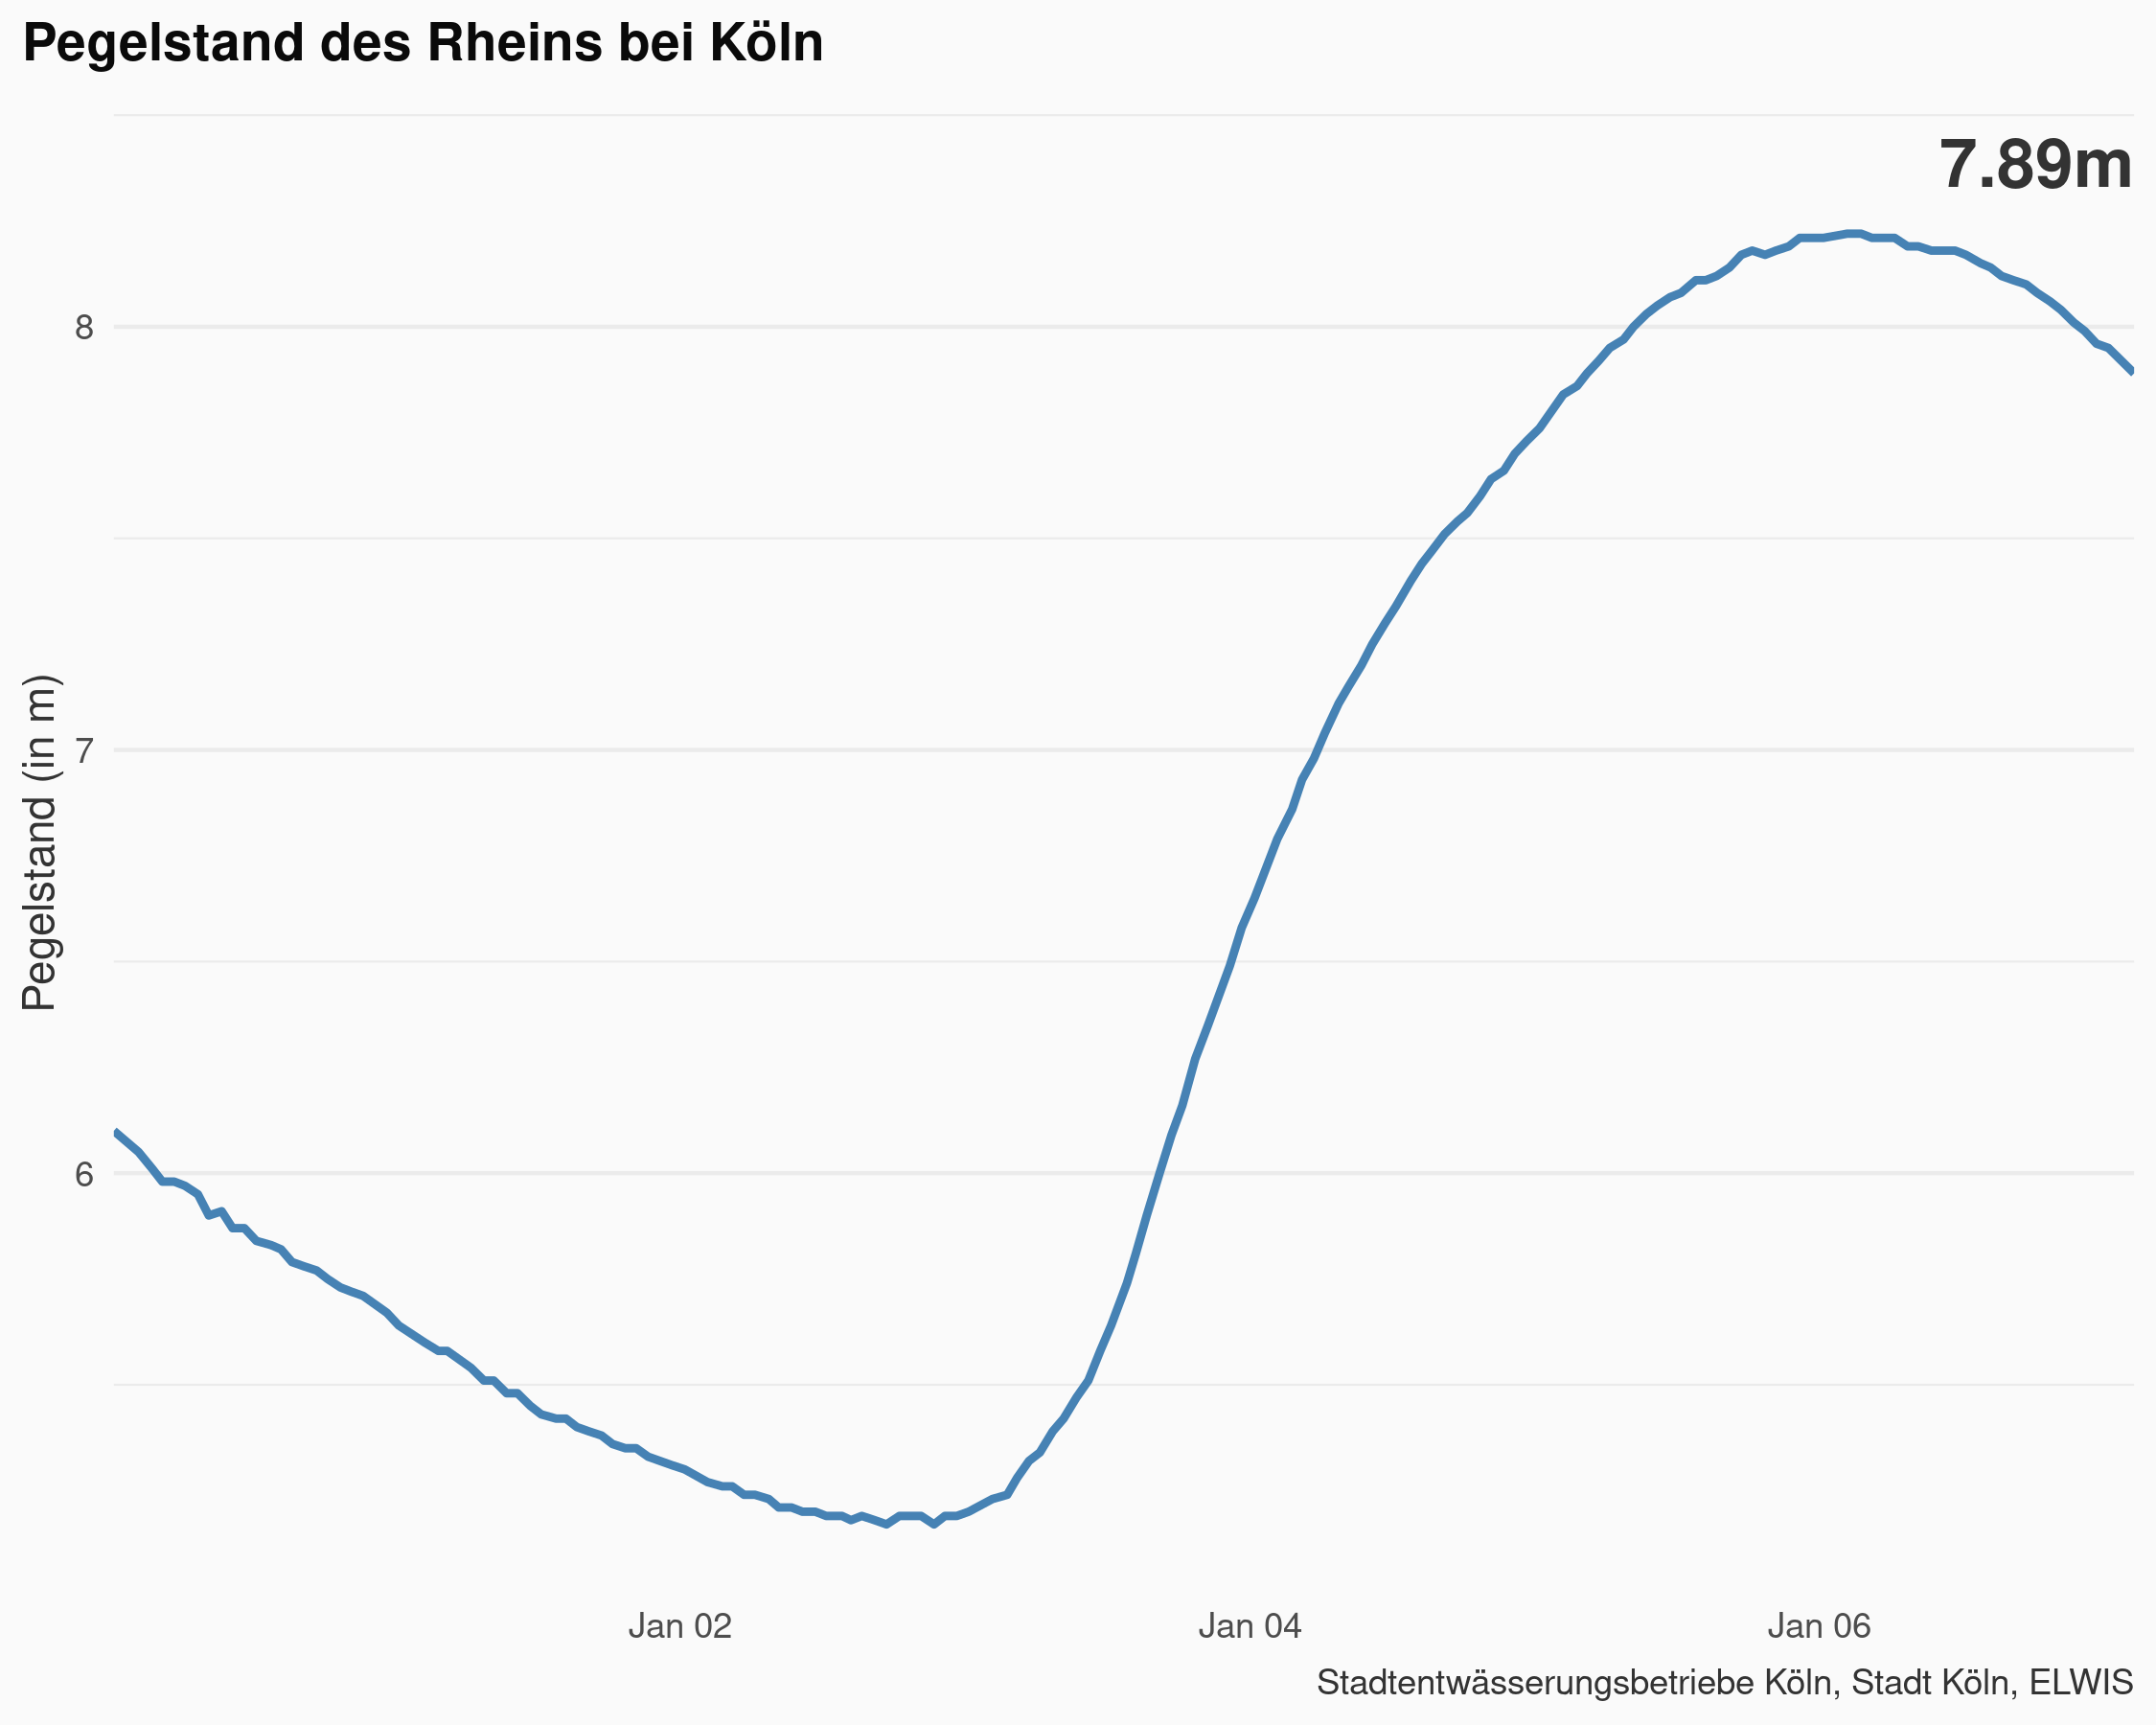 Pegelstand des Rheins bei Köln
7.89m
Pegelstand (in m)
8
7
6
Jan 02
Jan 04
Jan 06
Stadtentwässerungsbetriebe Köln, Stadt Köln, ELWIS